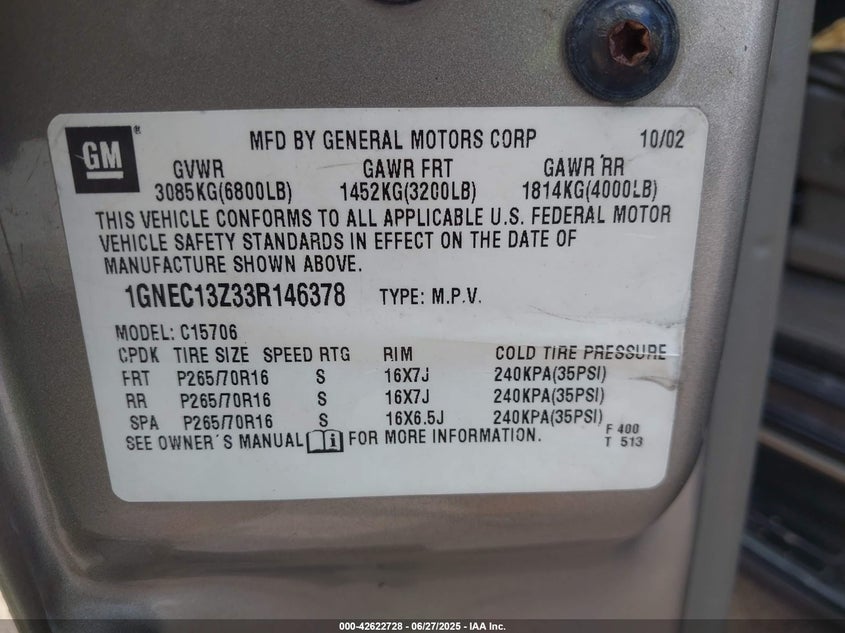 GM ®
MFD BY GENERAL MOTORS CORP 10/02
GVWR GAWR FRT GAWR RR
3085KG(6800LB) 1452KG(3200LB) 1814KG(4000LB)
THIS VEHICLE CONFORMS TO ALL APPLICABLE U.S. FEDERAL MOTOR
VEHICLE SAFETY STANDARDS IN EFFECT ON THE DATE OF
MANUFACTURE SHOWN ABOVE.
1GNEC13Z33R146378 TYPE: M.P.V.
MODEL: C15706
CPDK TIRE SIZE SPEED RTG RIM COLD TIRE PRESSURE
FRT P265/70R16 S 16X7J 240KPA(35PSI)
RR P265/70R16 S 16X7J 240KPA(35PSI)
SPA P265/70R16 S 16X6.5J 240KPA(35PSI)
SEE OWNER'S MANUAL i FOR MORE INFORMATION.
F 400
T 513
000-42622728 - 06/27/2025 - IAA Inc.